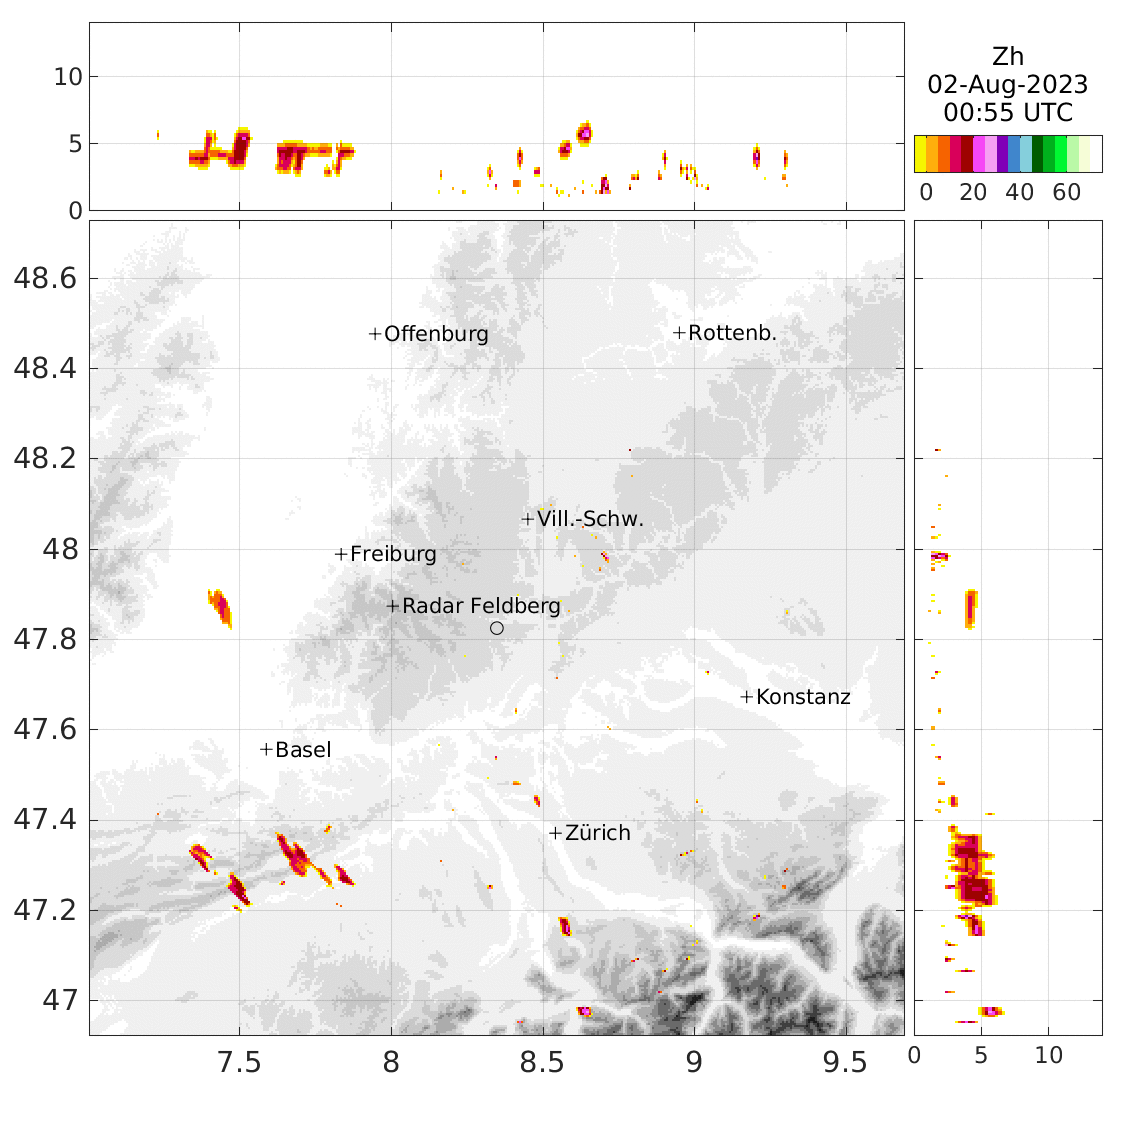 10
5
0
Zh
02-Aug-2023
00:55 UTC
0 20 40 60
48.6
48.4
48.2
48
47.8
47.6
47.4
47.2
47
Offenburg
Rottenb.
Vill.-Schw.
Freiburg
Radar Feldberg
Konstanz
Basel
Zürich
7.5 8 8.5 9 9.5
0 5 10